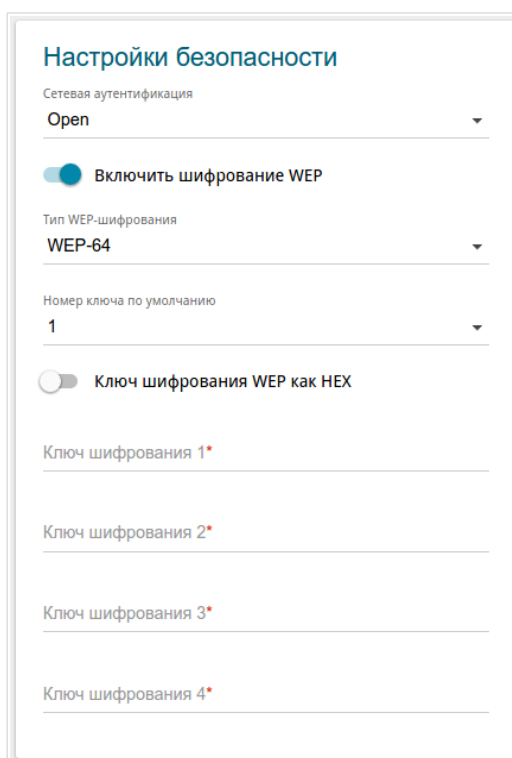 Настройки безопасности
Сетевая аутентификация
Open
Включить шифрование WEP
Тип WEP-шифрования
WEP-64
Номер ключа по умолчанию
1
Ключ шифрования WEP как HEX
Ключ шифрования 1*
Ключ шифрования 2*
Ключ шифрования 3*
Ключ шифрования 4*